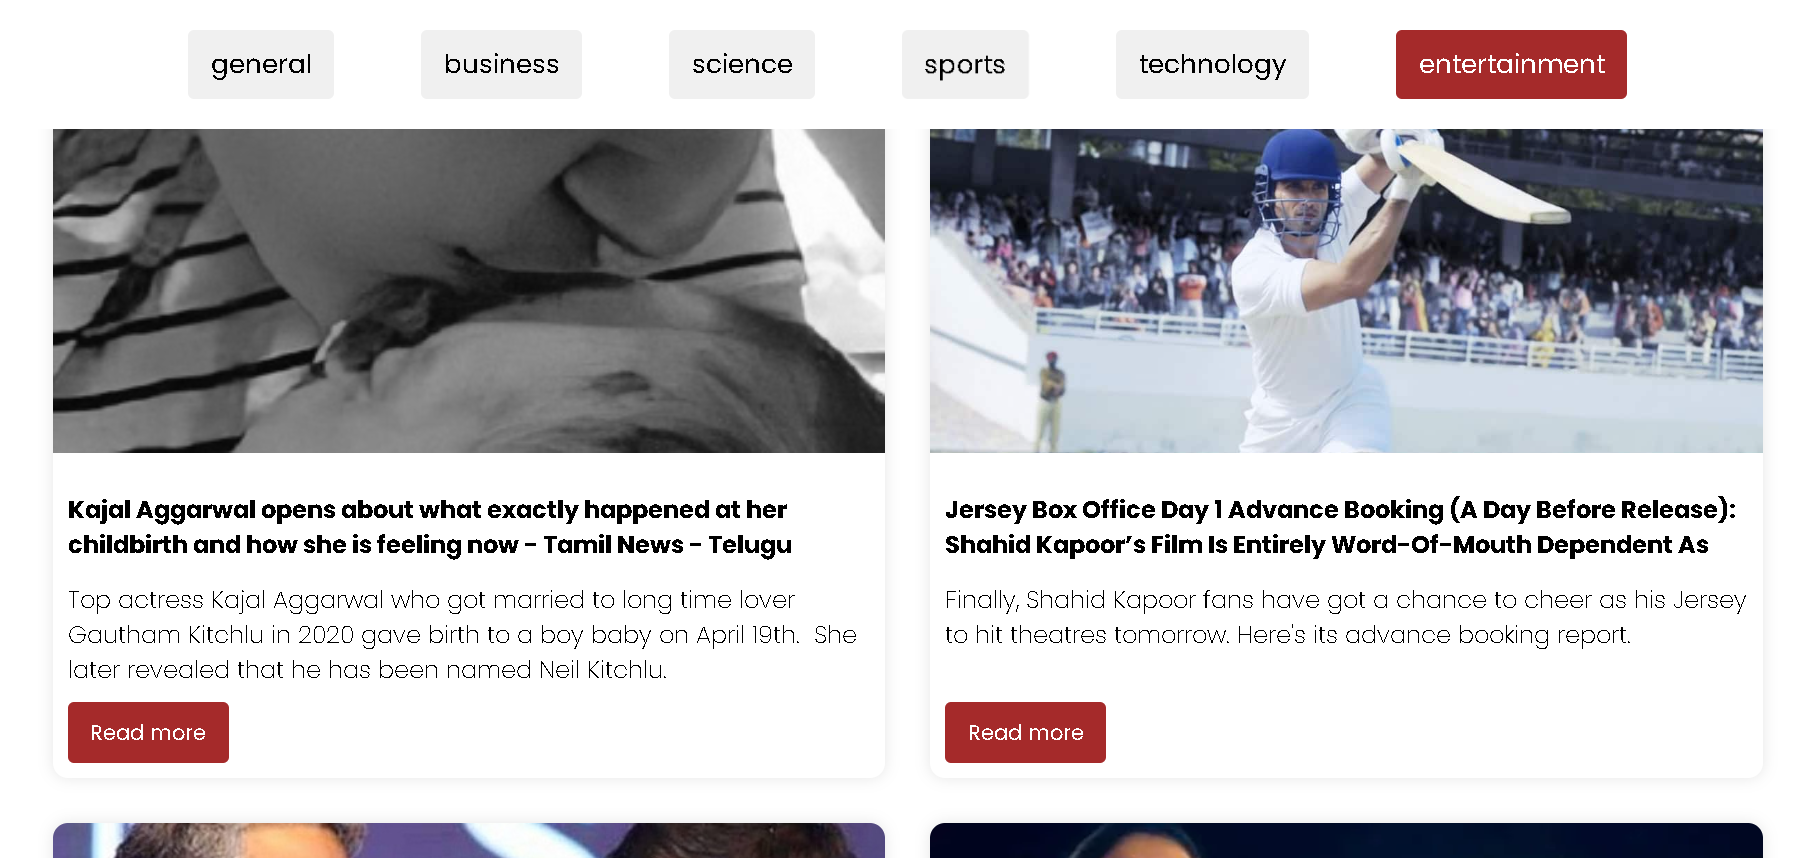 general
business
science
sports
technology
entertainment
Kajal Aggarwal opens about what exactly happened at her
childbirth and how she is feeling now - Tamil News - Telugu
Top actress Kajal Aggarwal who got married to long time lover
Gautham Kitchlu in 2020 gave birth to a boy baby on April 19th.  She
later revealed that he has been named Neil Kitchlu.
Read more
Jersey Box Office Day 1 Advance Booking (A Day Before Release):
Shahid Kapoor’s Film Is Entirely Word-Of-Mouth Dependent As
Finally, Shahid Kapoor fans have got a chance to cheer as his Jersey
to hit theatres tomorrow. Here's its advance booking report.
Read more